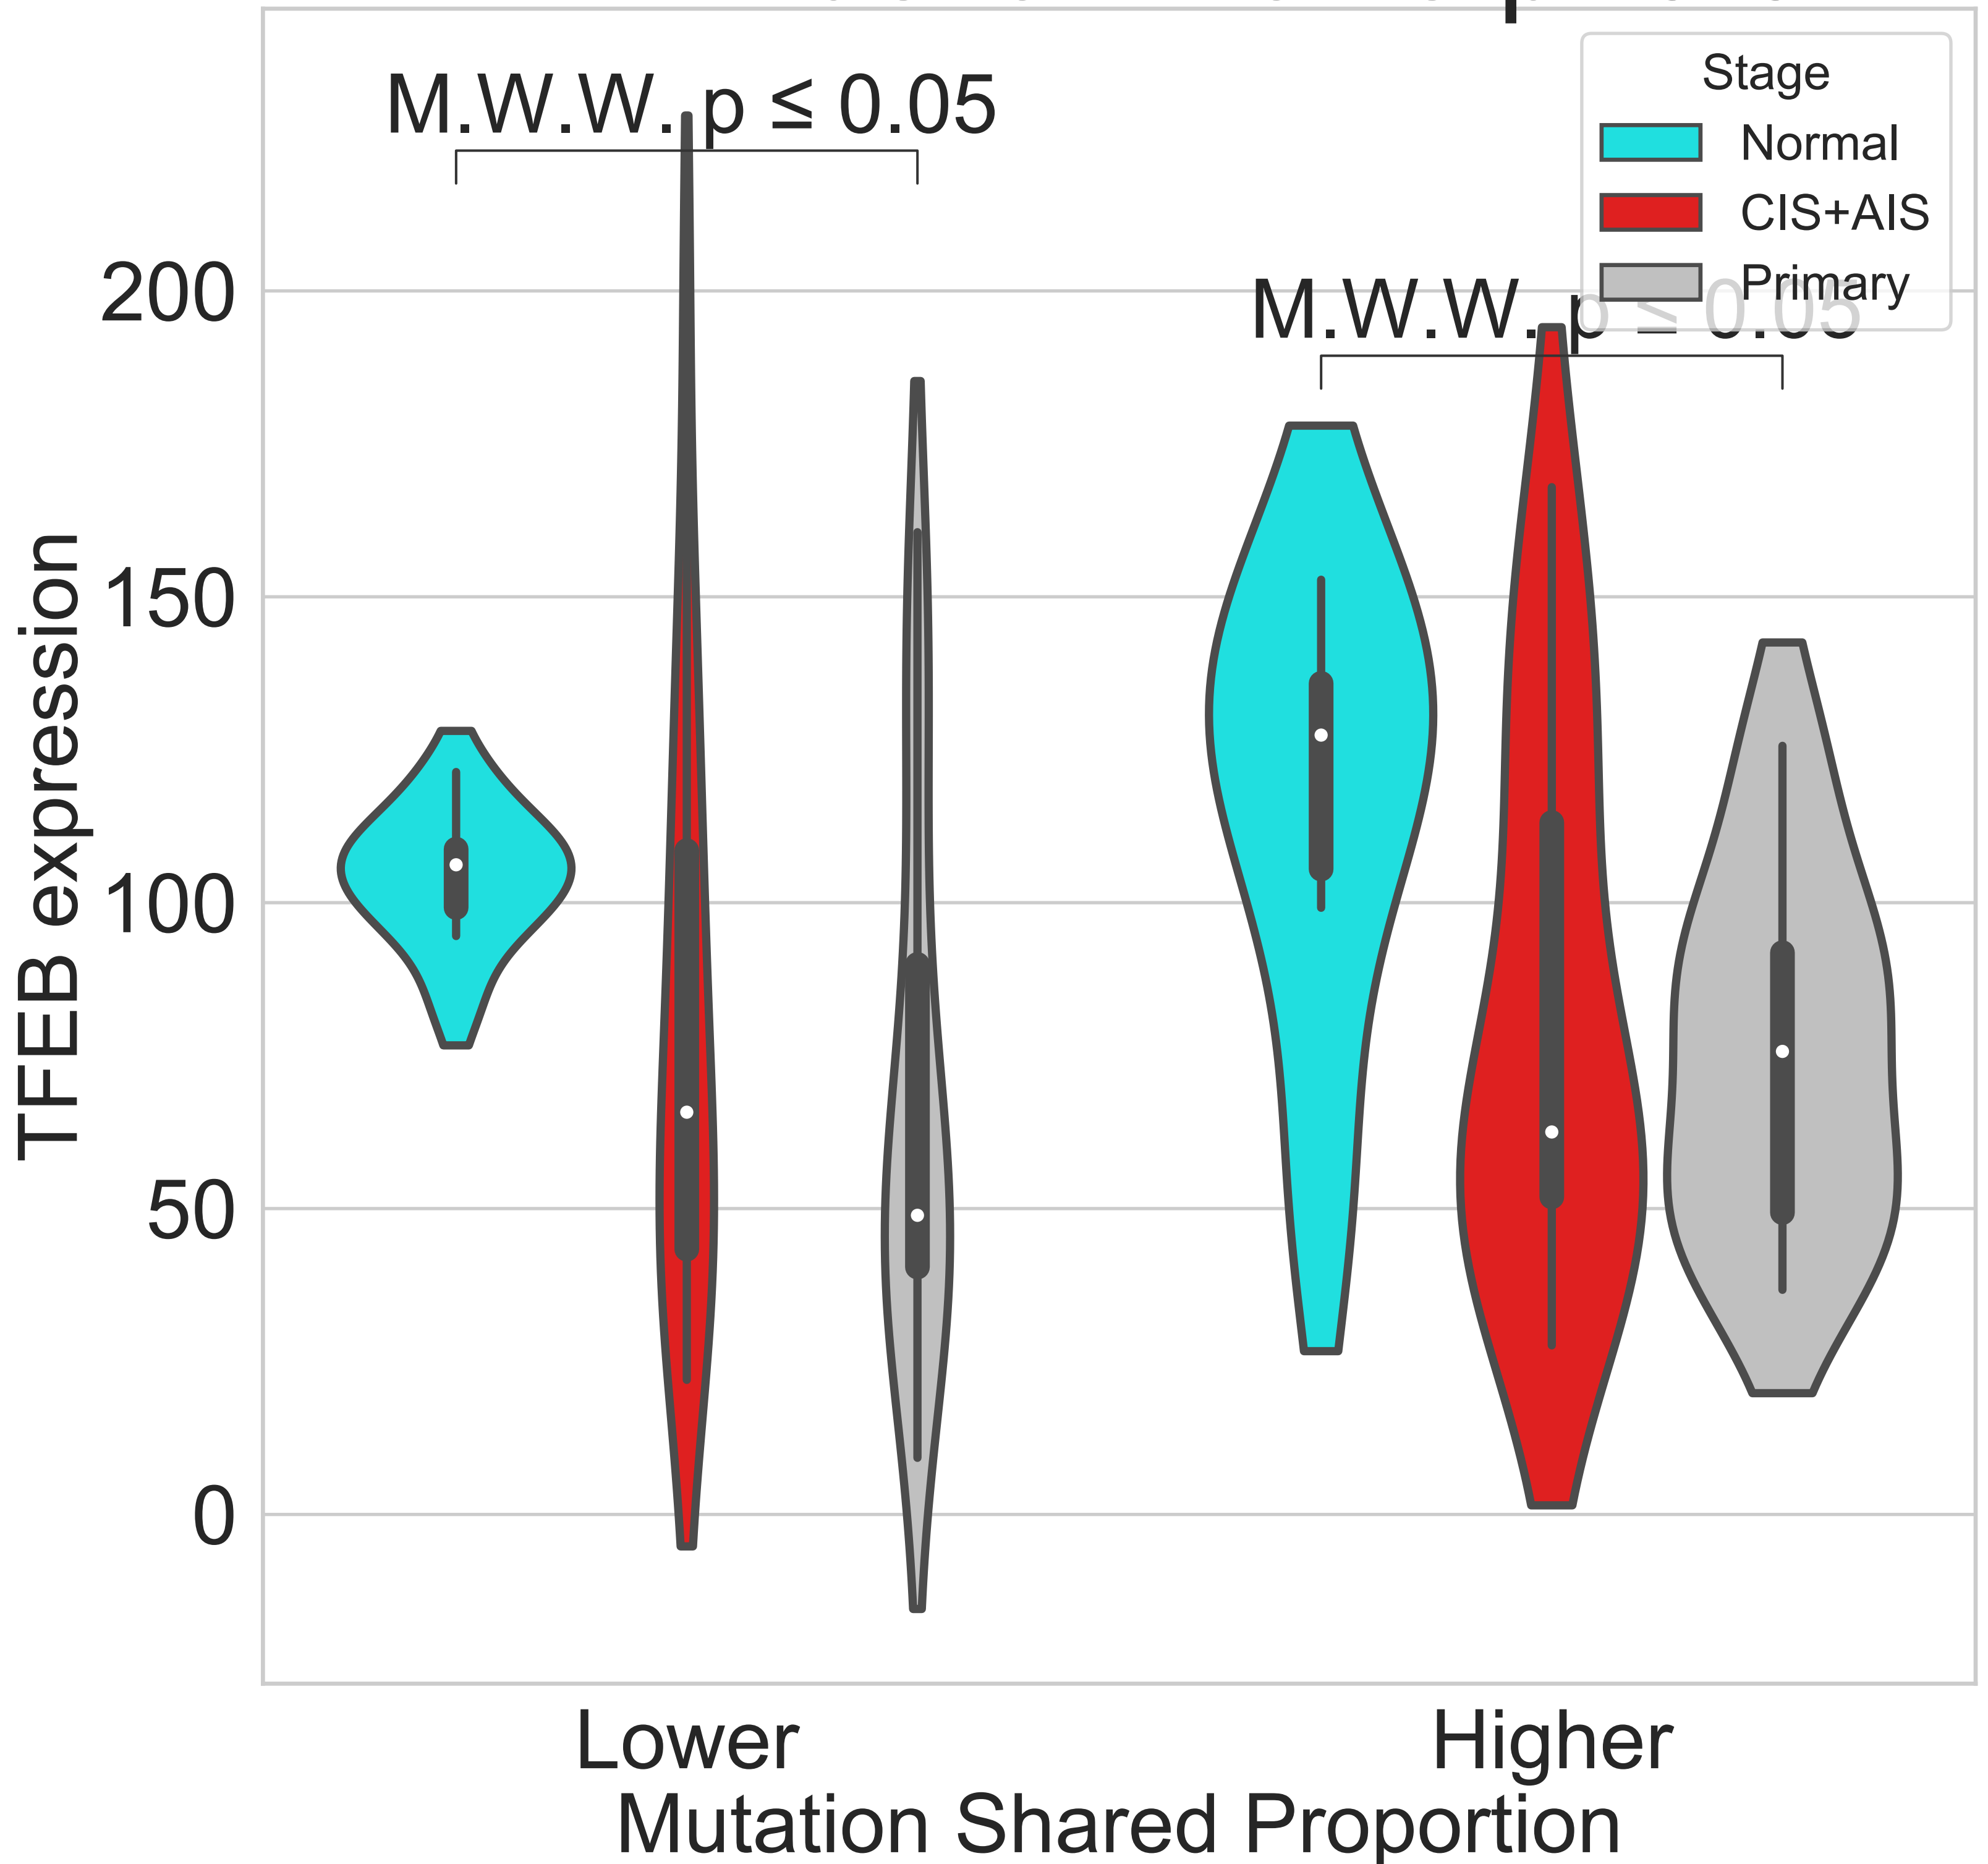 M.W.W. p ≤ 0.05
Stage
Normal
CIS+AIS
Primary
M.W.W. p ≤ 0.05
200
150
100
50
0
TFEB expression
Lower
Higher
Mutation Shared Proportion